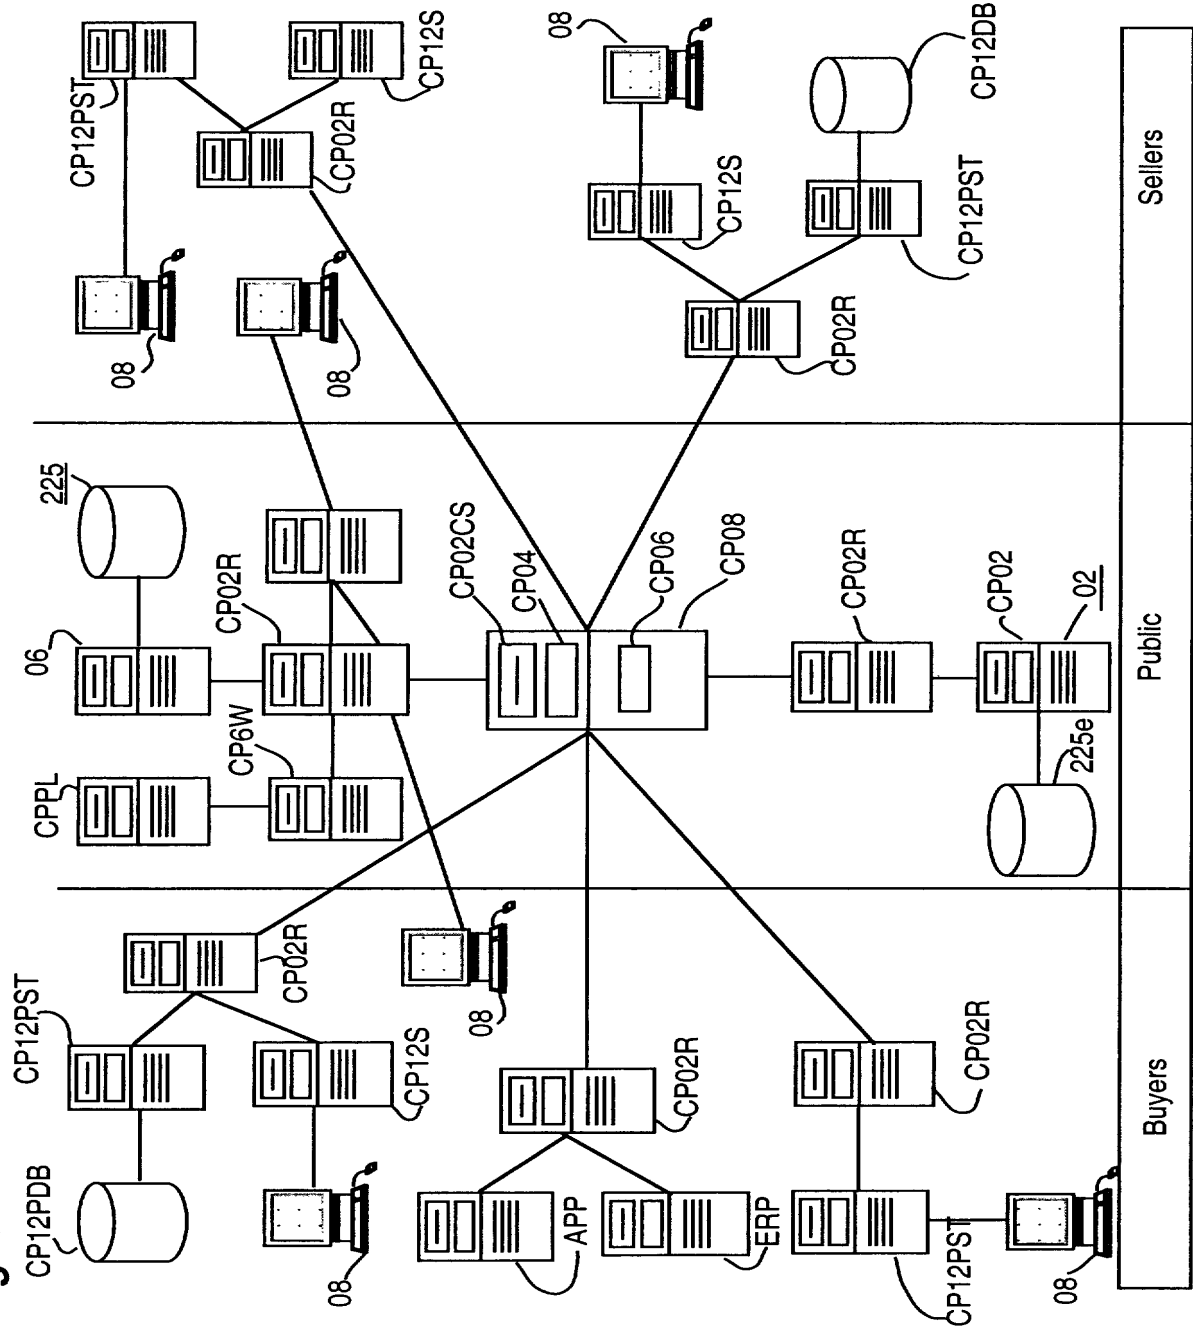 CP12PDB
CP12PST
CP02R
CP12S
08
08
APP
ERP
CP02R
CP12PST
CP02R
08
Buyers
CPPL
CP6W
06
225
CP02R
CP02CS
CP04
CP06
CP08
CP02R
CP02
02
225e
Public
CP12PST
CP12S
CP02R
08
08
08
CP12S
CP12DB
CP12PST
CP02R
Sellers